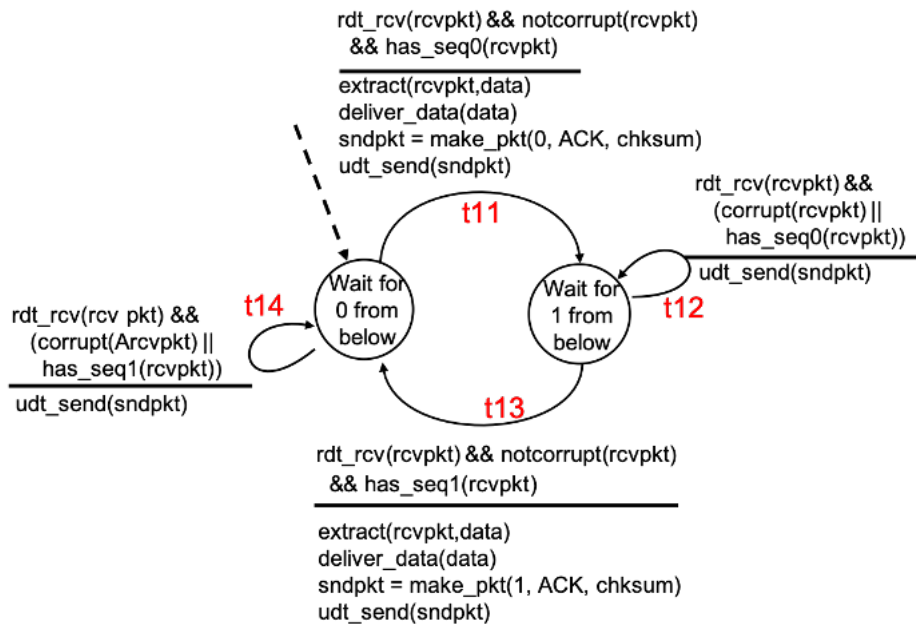 rdt_rcv(rcvpkt) && notcorrupt(rcvpkt)
&& has_seq0(rcvpkt)
extract(rcvpkt,data)
deliver_data(data)
sndpkt = make_pkt(0, ACK, chksum)
udt_send(sndpkt)
t11
rdt_rcv(rcvpkt) &&
(corrupt(rcvpkt) ||
has_seq0(rcvpkt))
udt_send(sndpkt)
t12
Wait for
0 from
below
Wait for
1 from
below
t14
rdt_rcv(rcv pkt) &&
(corrupt(Arcvpkt) ||
has_seq1(rcvpkt))
udt_send(sndpkt)
t13
rdt_rcv(rcvpkt) && notcorrupt(rcvpkt)
&& has_seq1(rcvpkt)
extract(rcvpkt,data)
deliver_data(data)
sndpkt = make_pkt(1, ACK, chksum)
udt_send(sndpkt)